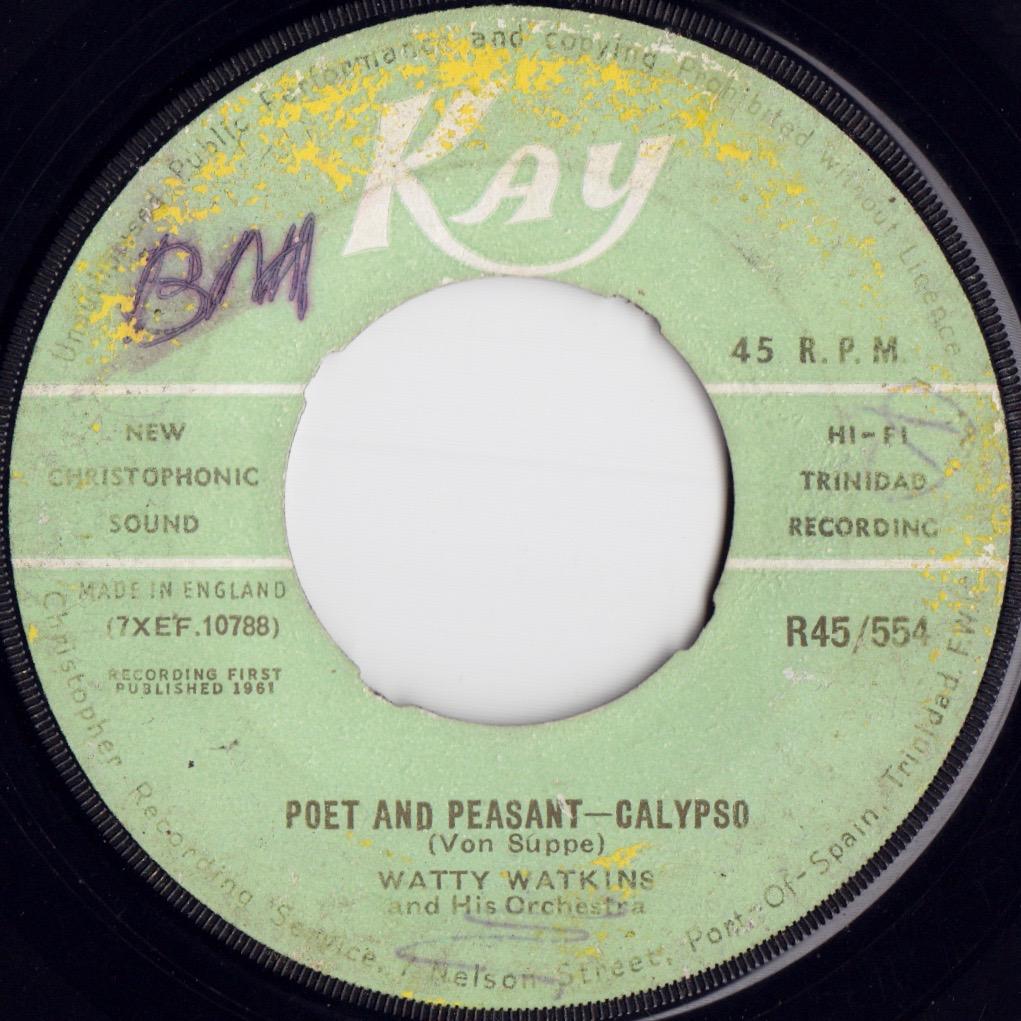 Unauthorised Public Performance and copying Prohibited without Licence
Kay
BM
45 R.P.M.
NEW
CHRISTOPHONIC
SOUND
HI-FI
TRINIDAD
RECORDING
MADE IN ENGLAND
(7XEF.10788)
RECORDING FIRST
PUBLISHED 1961
R45/554
POET AND PEASANT—CALYPSO
(Von Suppe)
WATTY WATKINS
and His Orchestra
Christopher Recording Service, 7 Nelson Street, Port-Of-Spain, Trinidad, F.W.I.